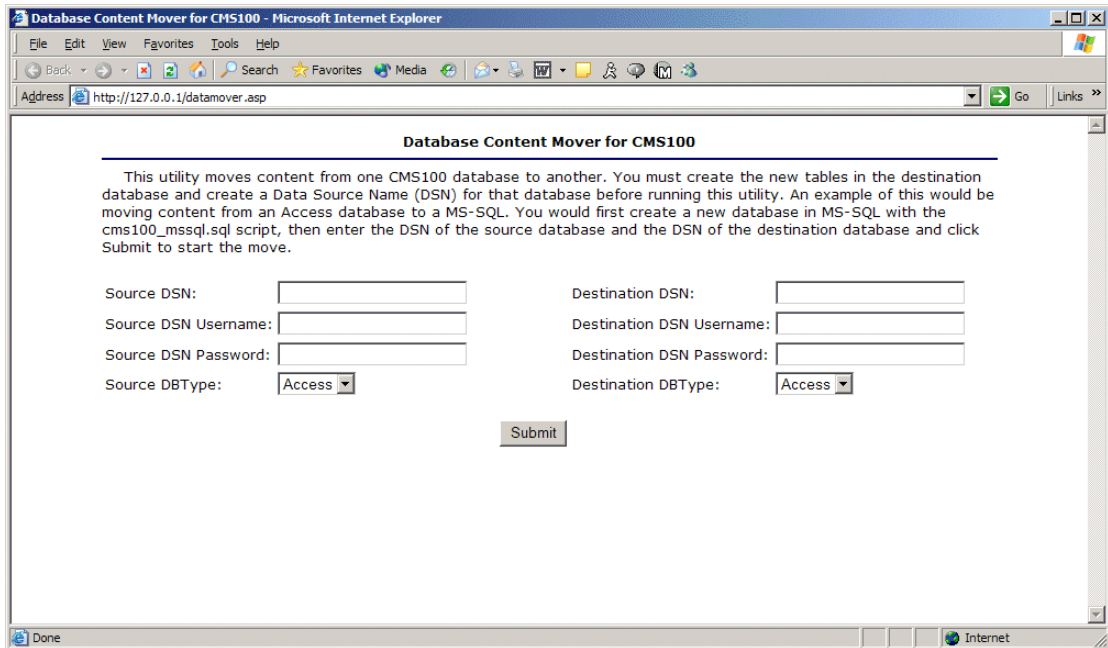 Database Content Mover for CMS100 - Microsoft Internet Explorer
File Edit View Favorites Tools Help
Back Search Favorites Media
Address http://127.0.0.1/datamover.asp Go Links »
Database Content Mover for CMS100
This utility moves content from one CMS100 database to another. You must create the new tables in the destination
database and create a Data Source Name (DSN) for that database before running this utility. An example of this would be
moving content from an Access database to a MS-SQL. You would first create a new database in MS-SQL with the
cms100_mssql.sql script, then enter the DSN of the source database and the DSN of the destination database and click
Submit to start the move.
Source DSN: Destination DSN:
Source DSN Username: Destination DSN Username:
Source DSN Password: Destination DSN Password:
Source DBType: Access Destination DBType: Access
Submit
Done Internet